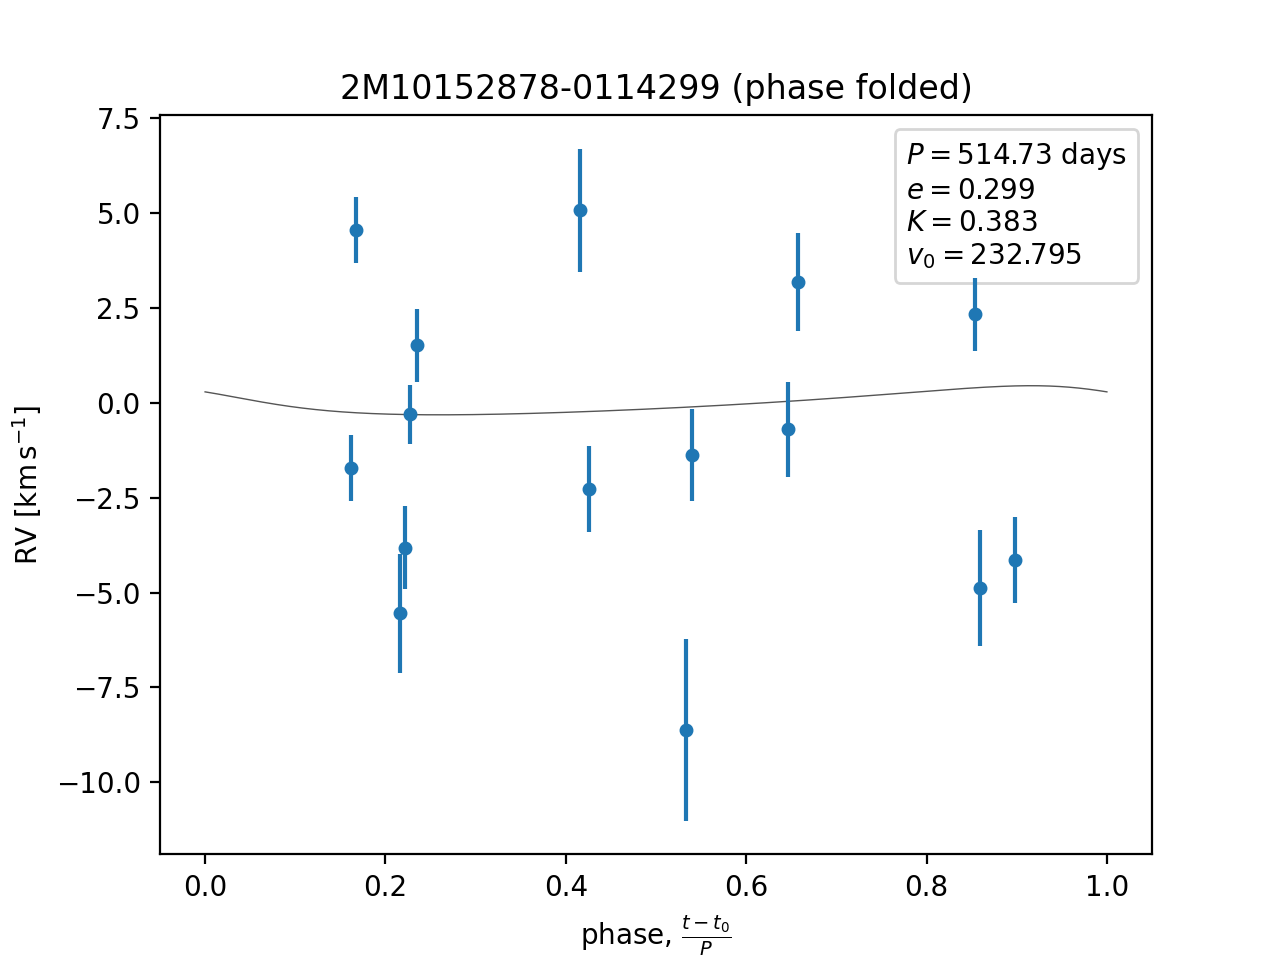 2M10152878-0114299 (phase folded)
P = 514.73 days
e = 0.299
K = 0.383
v₀ = 232.795
7.5
5.0
2.5
0.0
−2.5
−5.0
−7.5
−10.0
RV [km s⁻¹]
0.0 0.2 0.4 0.6 0.8 1.0
phase, (t − t₀)/P